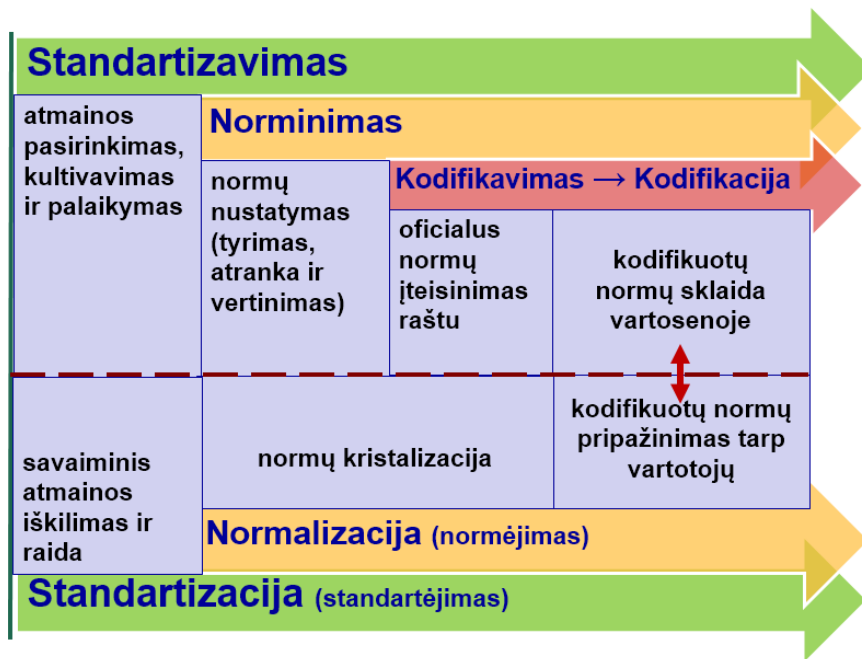 Standartizavimas
atmainos
pasirinkimas,
kultivavimas
ir palaikymas
Norminimas
normų
nustatymas
(tyrimas,
atranka ir
vertinimas)
Kodifikavimas → Kodifikacija
oficialus
normų
įteisinimas
raštu
kodifikuotų
normų sklaida
vartosenoje
savaiminis
atmainos
iškilimas ir
raida
normų kristalizacija
kodifikuotų normų
pripažinimas tarp
vartotojų
Normalizacija (normėjimas)
Standartizacija (standartėjimas)